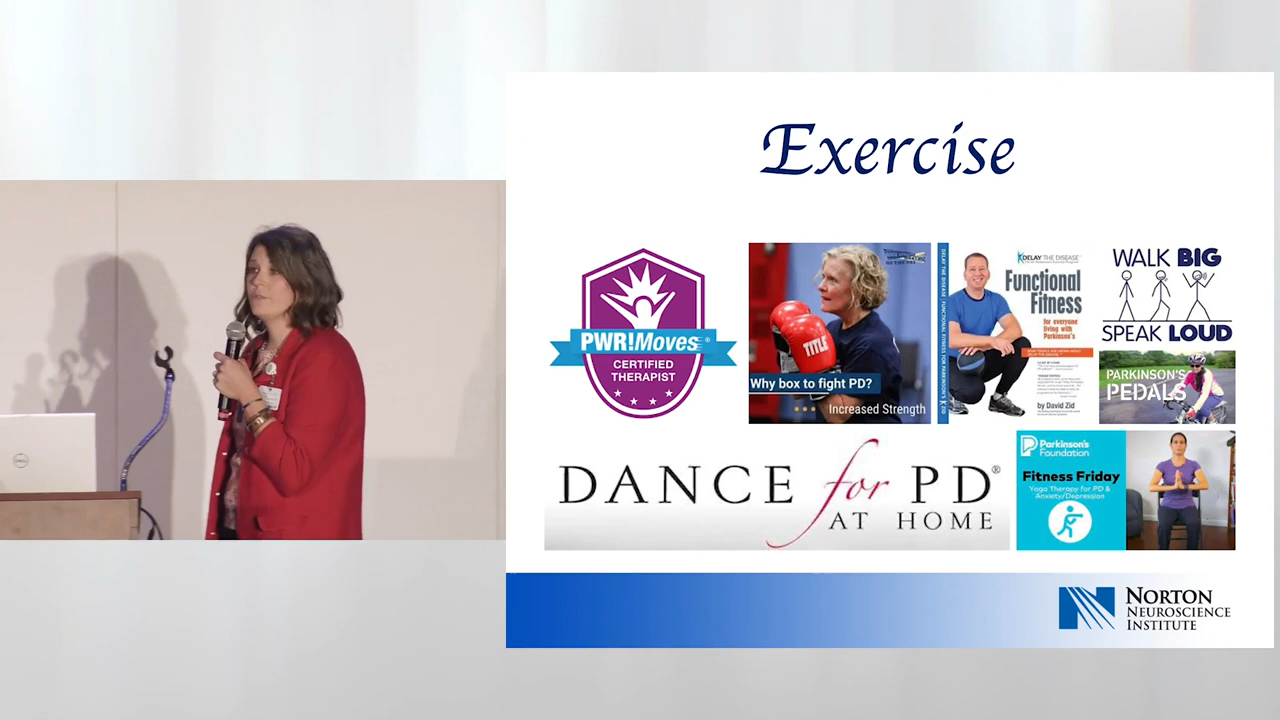 Exercise
PWR!Moves®
CERTIFIED
THERAPIST
TITLE
Why box to fight PD?
Increased Strength
DELAY THE DISEASE
Functional
Fitness
for everyone
living with
Parkinson's
by David Zid
WALK BIG
SPEAK LOUD
PARKINSON'S
PEDALS
DANCE for PD®
AT HOME
Parkinson's
Foundation
Fitness Friday
Yoga Therapy for PD &
Anxiety/Depression
DELL
NORTON
NEUROSCIENCE
INSTITUTE